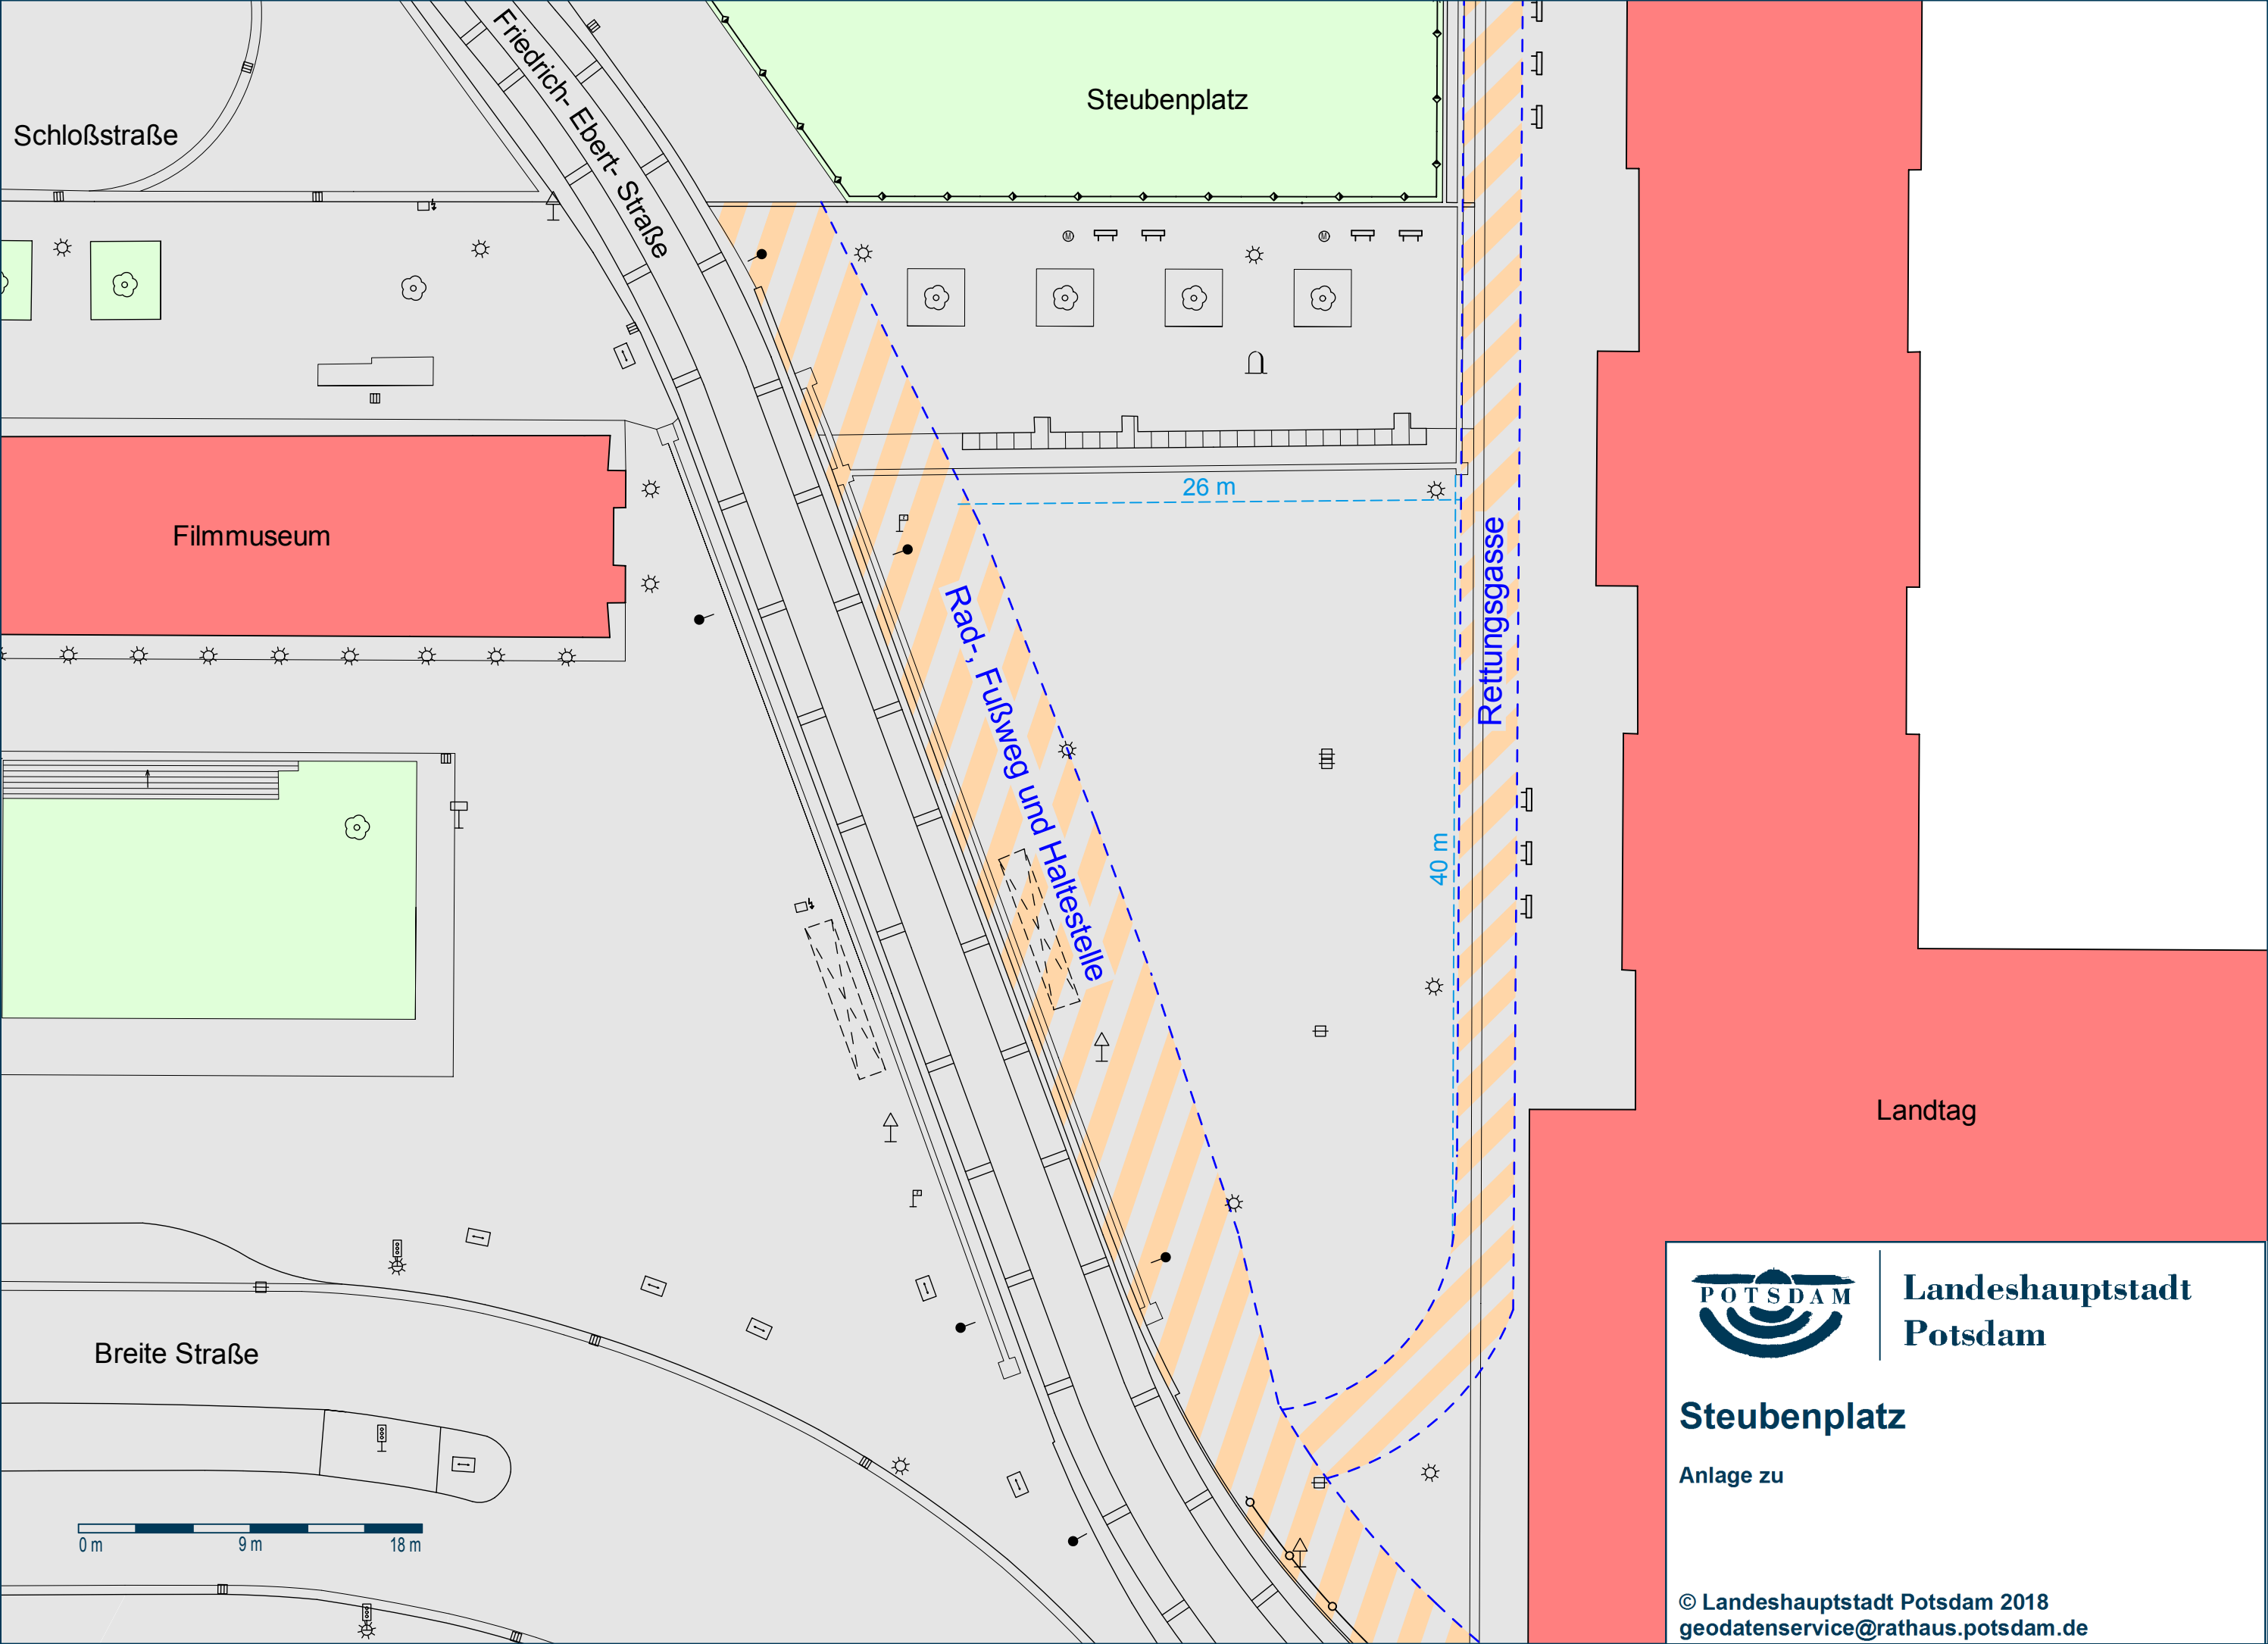 Friedrich- Ebert- Straße
Steubenplatz
Schloßstraße
26 m
Filmmuseum
Rettungsgasse
Rad-, Fußweg und Haltestelle
40 m
Landtag
Breite Straße
0 m 9 m 18 m
POTSDAM
Landeshauptstadt
Potsdam
Steubenplatz
Anlage zu
© Landeshauptstadt Potsdam 2018
geodatenservice@rathaus.potsdam.de